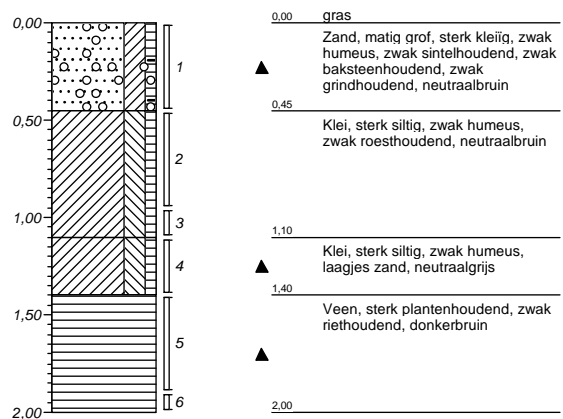 0,00
0,50
1,00
1,50
2,00
1
2
3
4
5
6
0,00
gras
Zand, matig grof, sterk kleiïg, zwak
humeus, zwak sintelhoudend, zwak
baksteenhoudend, zwak
grindhoudend, neutraalbruin
0,45
Klei, sterk siltig, zwak humeus,
zwak roesthoudend, neutraalbruin
1,10
Klei, sterk siltig, zwak humeus,
laagjes zand, neutraalgrijs
1,40
Veen, sterk plantenhoudend, zwak
riethoudend, donkerbruin
2,00